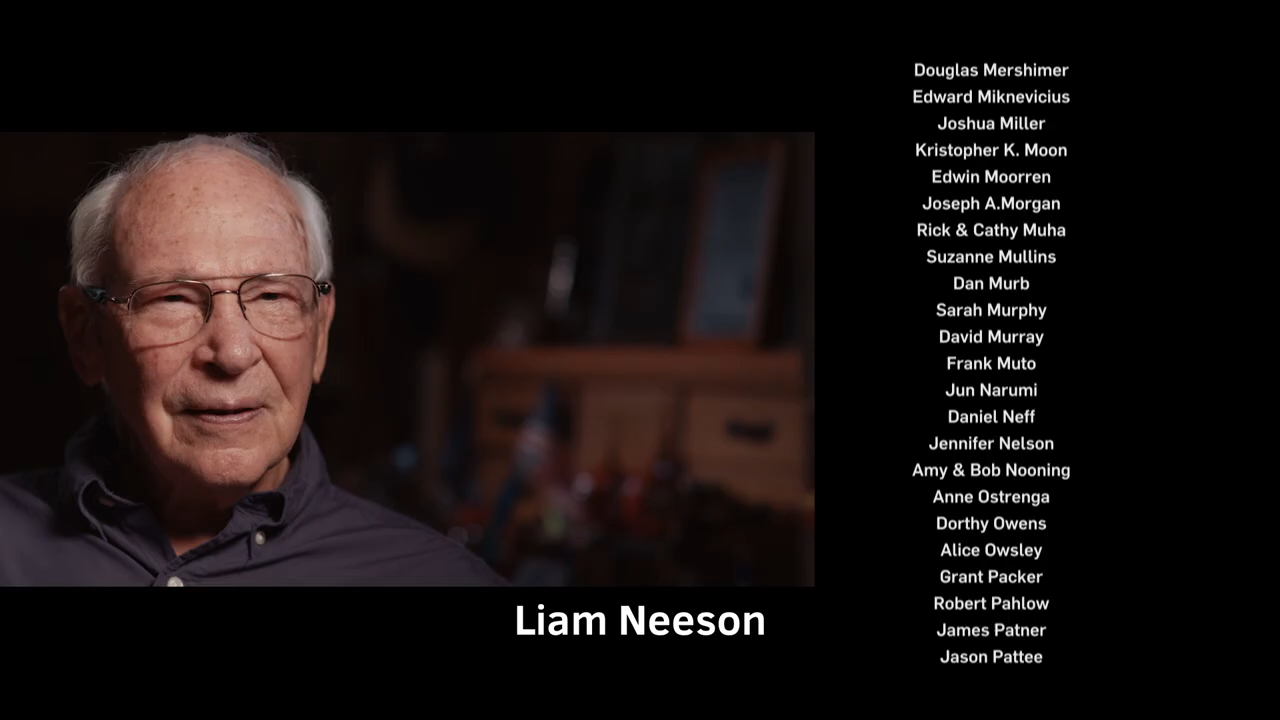 Douglas Mershimer
Edward Miknevicius
Joshua Miller
Kristopher K. Moon
Edwin Moorren
Joseph A.Morgan
Rick & Cathy Muha
Suzanne Mullins
Dan Murb
Sarah Murphy
David Murray
Frank Muto
Jun Narumi
Daniel Neff
Jennifer Nelson
Amy & Bob Nooning
Anne Ostrenga
Dorthy Owens
Alice Owsley
Grant Packer
Robert Pahlow
James Patner
Jason Pattee
Liam Neeson